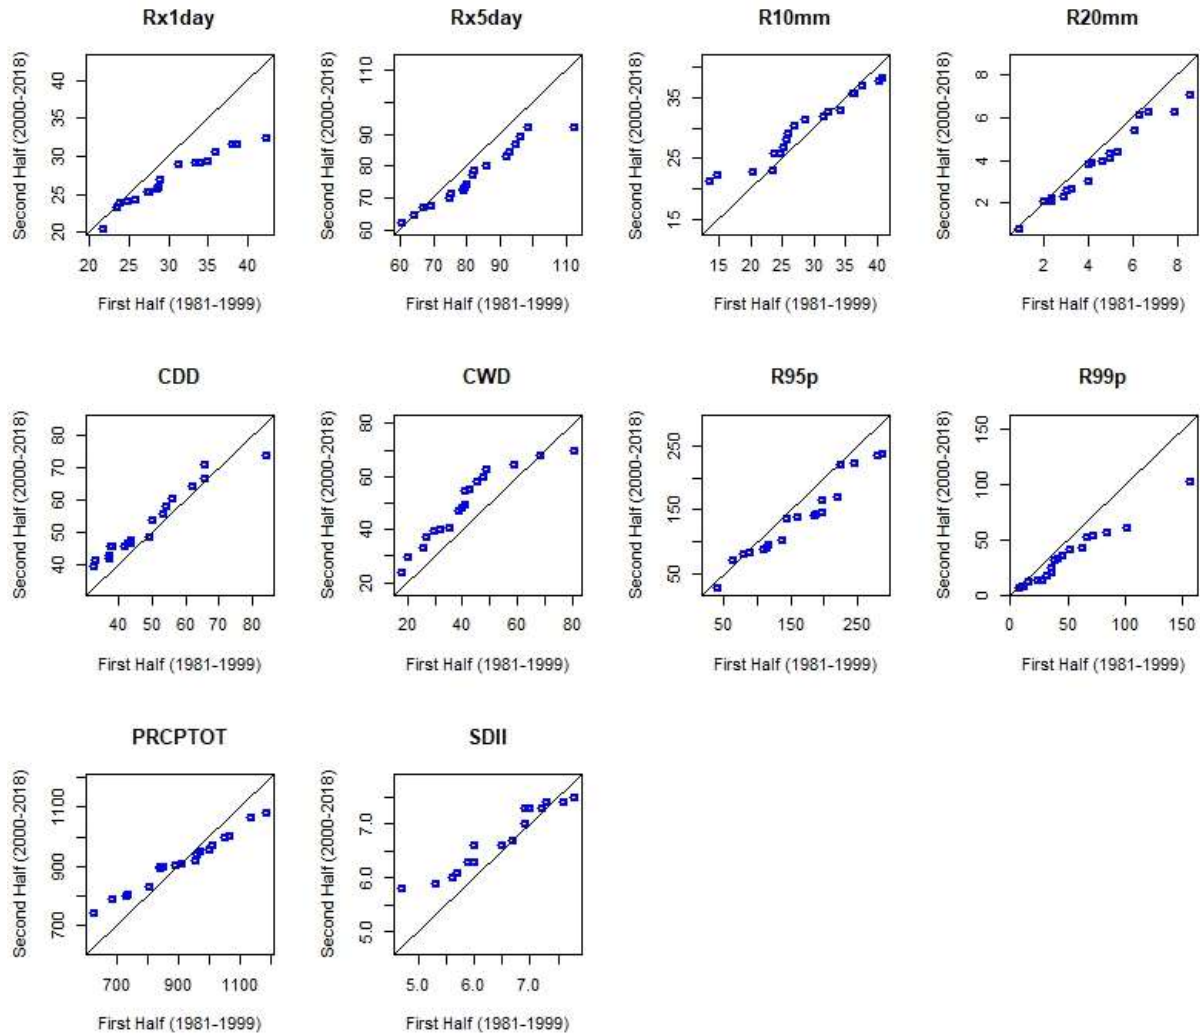 Rx1day
Rx5day
R10mm
R20mm
Second Half (2000-2018)
20 25 30 35 40
20 25 30 35 40
First Half (1981-1999)
Second Half (2000-2018)
60 70 80 90 110
60 70 80 90 110
First Half (1981-1999)
Second Half (2000-2018)
15 25 35
15 20 25 30 35 40
First Half (1981-1999)
Second Half (2000-2018)
2 4 6 8
2 4 6 8
First Half (1981-1999)
CDD
CWD
R95p
R99p
Second Half (2000-2018)
40 50 60 70 80
40 50 60 70 80
First Half (1981-1999)
Second Half (2000-2018)
20 40 60 80
20 40 60 80
First Half (1981-1999)
Second Half (2000-2018)
50 150 250
50 150 250
First Half (1981-1999)
Second Half (2000-2018)
0 50 100 150
0 50 100 150
First Half (1981-1999)
PRCPTOT
SDII
Second Half (2000-2018)
700 900 1100
700 900 1100
First Half (1981-1999)
Second Half (2000-2018)
5.0 6.0 7.0
5.0 6.0 7.0
First Half (1981-1999)